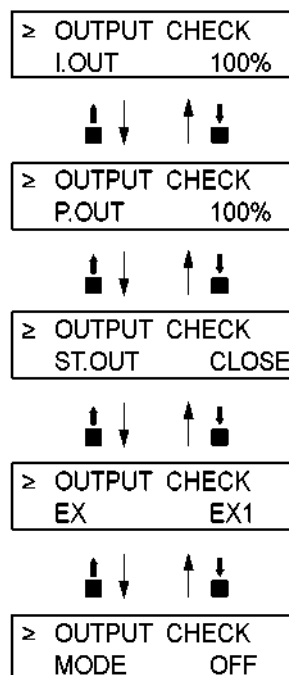 ≥ OUTPUT CHECK
I.OUT 100%
≥ OUTPUT CHECK
P.OUT 100%
≥ OUTPUT CHECK
ST.OUT CLOSE
≥ OUTPUT CHECK
EX EX1
≥ OUTPUT CHECK
MODE OFF